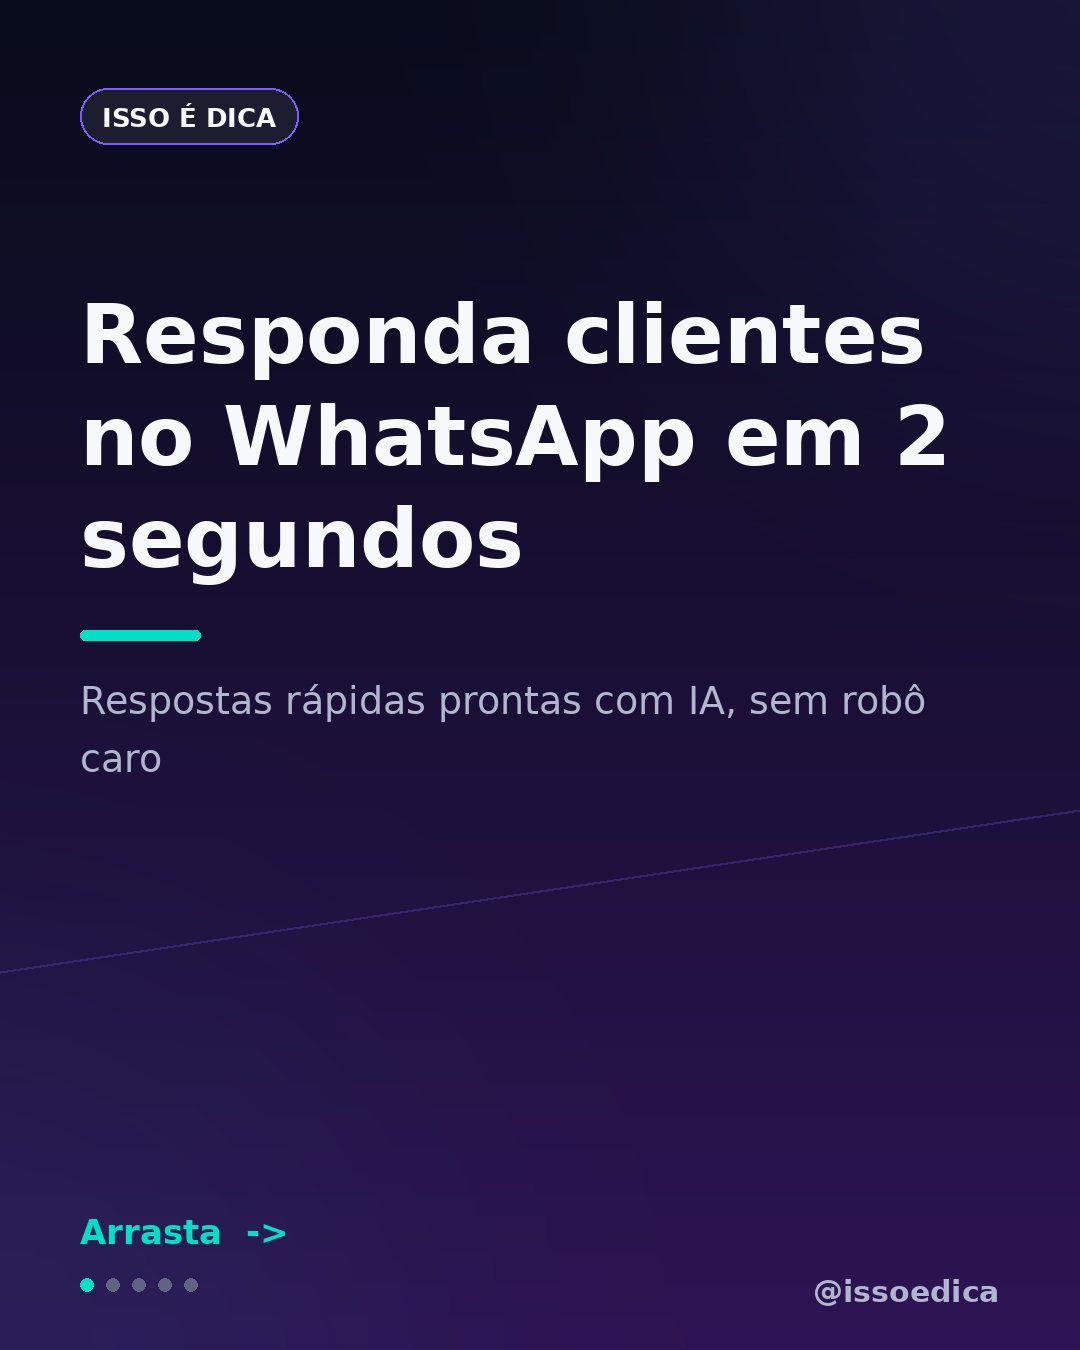 ISSO É DICA
Responda clientes
no WhatsApp em 2
segundos
Respostas rápidas prontas com IA, sem robô
caro
Arrasta ->
@issoedica